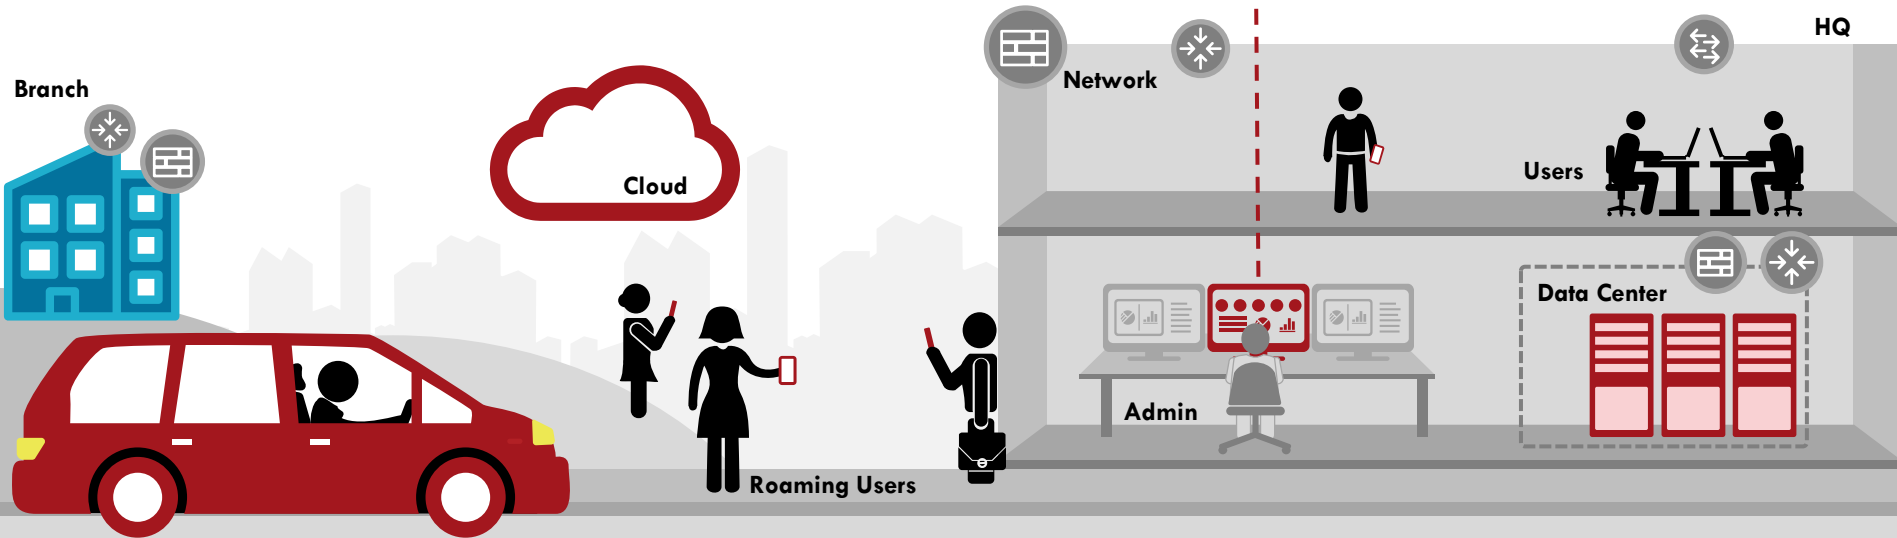 Branch
Cloud
Roaming Users
Network
HQ
Users
Admin
Data Center